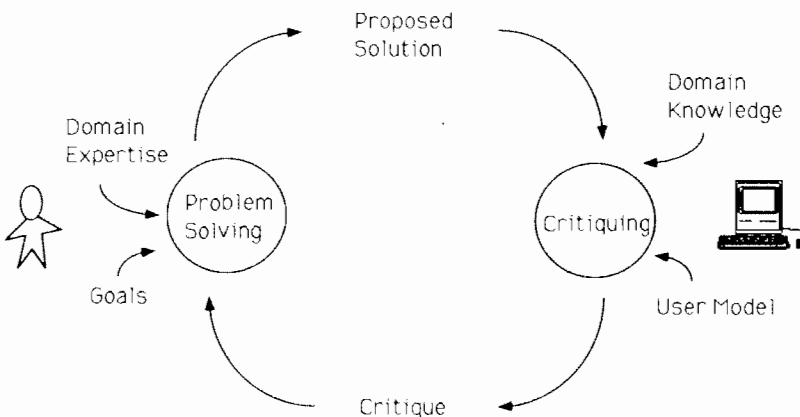 Proposed
Solution
Domain
Knowledge
Domain
Expertise
Problem
Solving
Critiquing
Goals
User Model
Critique